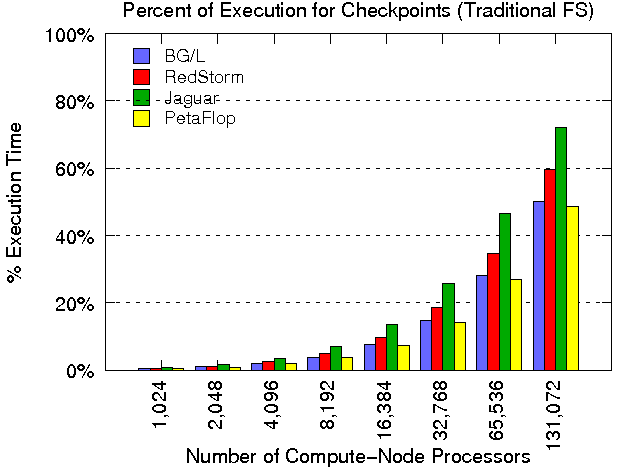 Percent of Execution for Checkpoints (Traditional FS)
100%
80%
60%
40%
20%
0%
% Execution Time
BG/L
RedStorm
Jaguar
PetaFlop
1,024
2,048
4,096
8,192
16,384
32,768
65,536
131,072
Number of Compute-Node Processors